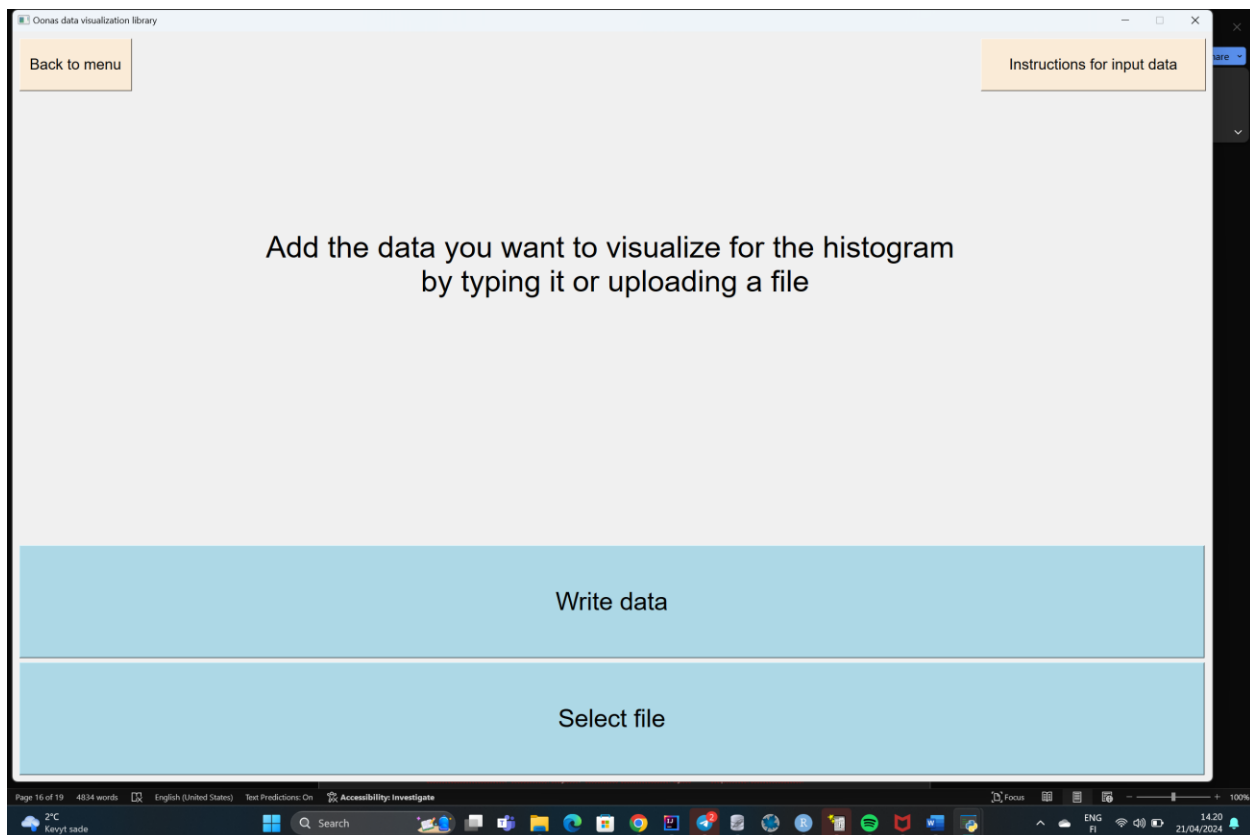 Oonas data visualization library
Back to menu
Instructions for input data
Add the data you want to visualize for the histogram
by typing it or uploading a file
Write data
Select file
Page 16 of 19 4834 words English (United States) Text Predictions: On Accessibility: Investigate Focus 100%
2°C
Kevyt sade
Search
ENG
FI
14.20
21/04/2024